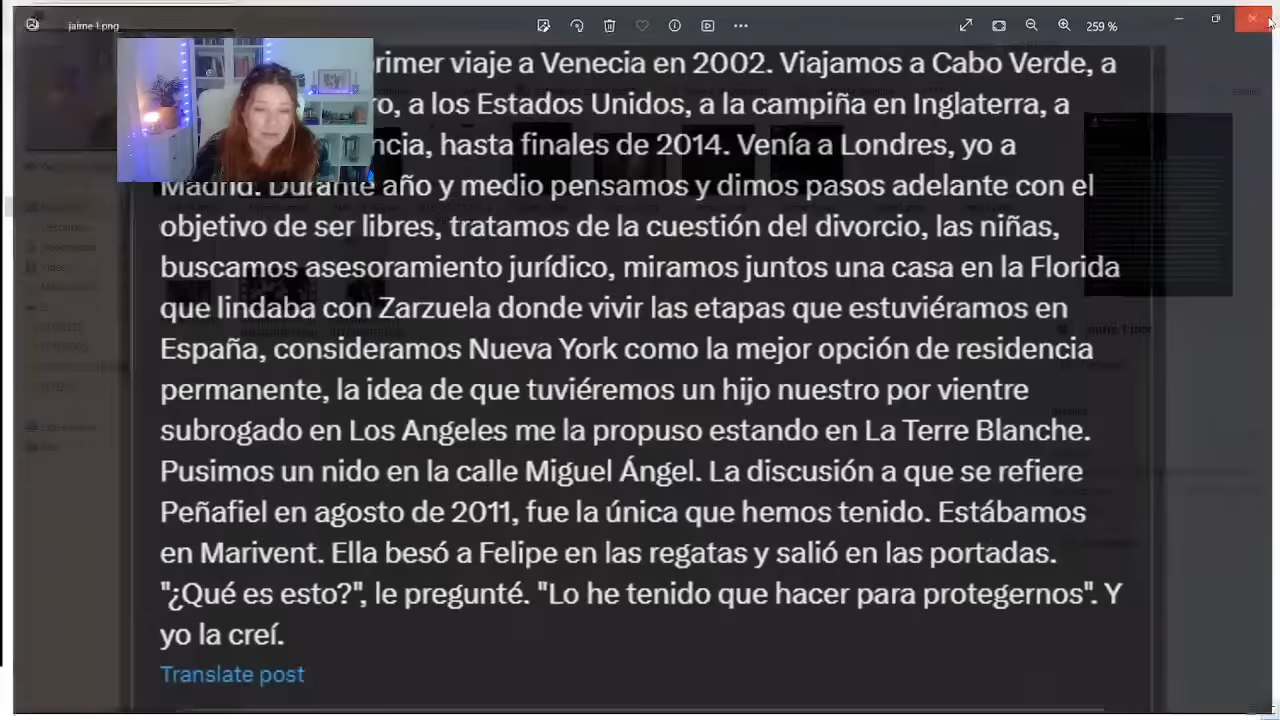 jaime 1.png
259 %
rimer viaje a Venecia en 2002. Viajamos a Cabo Verde, a
ro, a los Estados Unidos, a la campiña en Inglaterra, a
ncia, hasta finales de 2014. Venía a Londres, yo a
Madrid. Durante año y medio pensamos y dimos pasos adelante con el
objetivo de ser libres, tratamos de la cuestión del divorcio, las niñas,
buscamos asesoramiento jurídico, miramos juntos una casa en la Florida
que lindaba con Zarzuela donde vivir las etapas que estuviéramos en
España, consideramos Nueva York como la mejor opción de residencia
permanente, la idea de que tuviéremos un hijo nuestro por vientre
subrogado en Los Angeles me la propuso estando en La Terre Blanche.
Pusimos un nido en la calle Miguel Ángel. La discusión a que se refiere
Peñafiel en agosto de 2011, fue la única que hemos tenido. Estábamos
en Marivent. Ella besó a Felipe en las regatas y salió en las portadas.
"¿Qué es esto?", le pregunté. "Lo he tenido que hacer para protegernos". Y
yo la creí.
Translate post